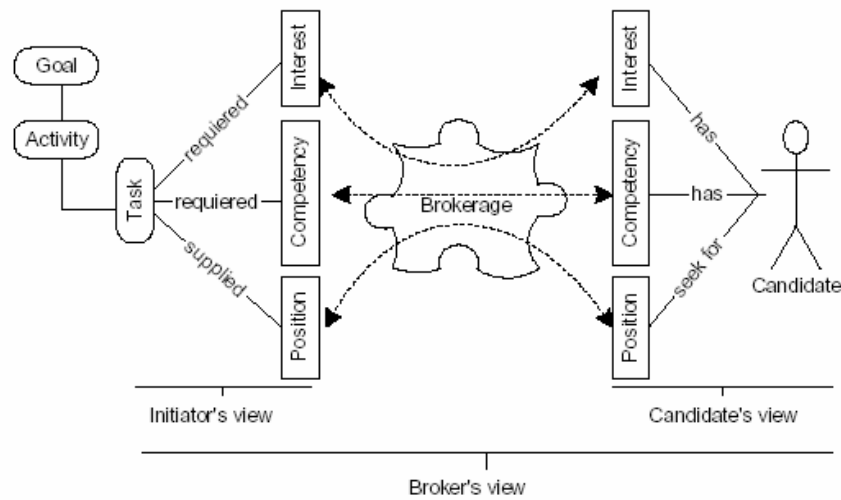 Goal
Activity
Task
requiered
requiered
supplied
Interest
Competency
Position
Brokerage
Interest
Competency
Position
has
has
seek for
Candidate
Initiator's view
Candidate's view
Broker's view